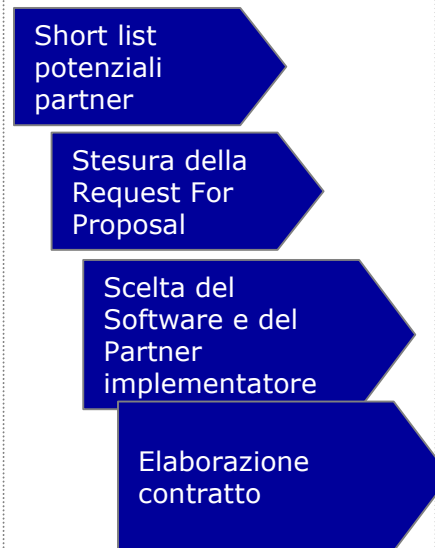 Short list
potenziali
partner
Stesura della
Request For
Proposal
Scelta del
Software e del
Partner
implementatore
Elaborazione
contratto